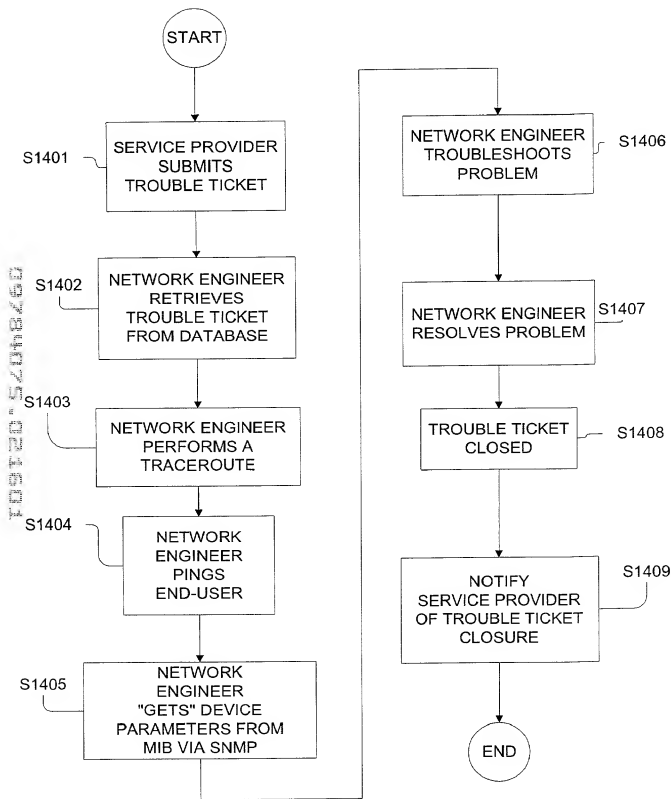 START
S1401
SERVICE PROVIDER
SUBMITS
TROUBLE TICKET
S1402
NETWORK ENGINEER
RETRIEVES
TROUBLE TICKET
FROM DATABASE
S1403
NETWORK ENGINEER
PERFORMS A
TRACEROUTE
S1404
NETWORK
ENGINEER
PINGS
END-USER
S1405
NETWORK
ENGINEER
"GETS" DEVICE
PARAMETERS FROM
MIB VIA SNMP
NETWORK ENGINEER
TROUBLESHOOTS
PROBLEM
S1406
NETWORK ENGINEER
RESOLVES PROBLEM
S1407
TROUBLE TICKET
CLOSED
S1408
NOTIFY
SERVICE PROVIDER
OF TROUBLE TICKET
CLOSURE
S1409
END
09784075.021601